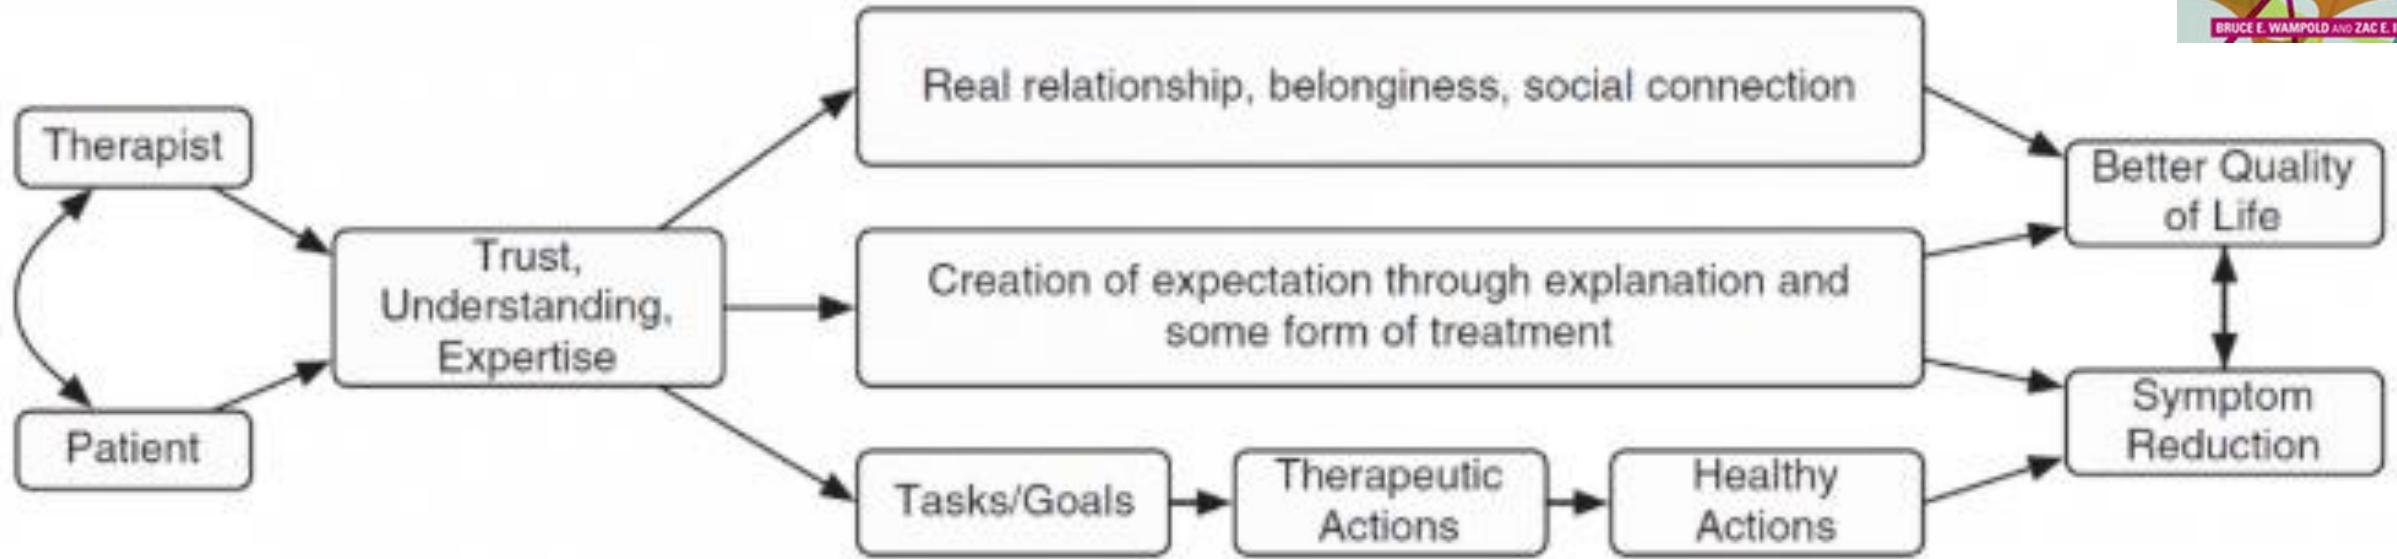 BRUCE E. WAMPOLD AND ZAC E.
Therapist
Patient
Trust,
Understanding,
Expertise
Real relationship, belonginess, social connection
Creation of expectation through explanation and
some form of treatment
Tasks/Goals
Therapeutic
Actions
Healthy
Actions
Better Quality
of Life
Symptom
Reduction